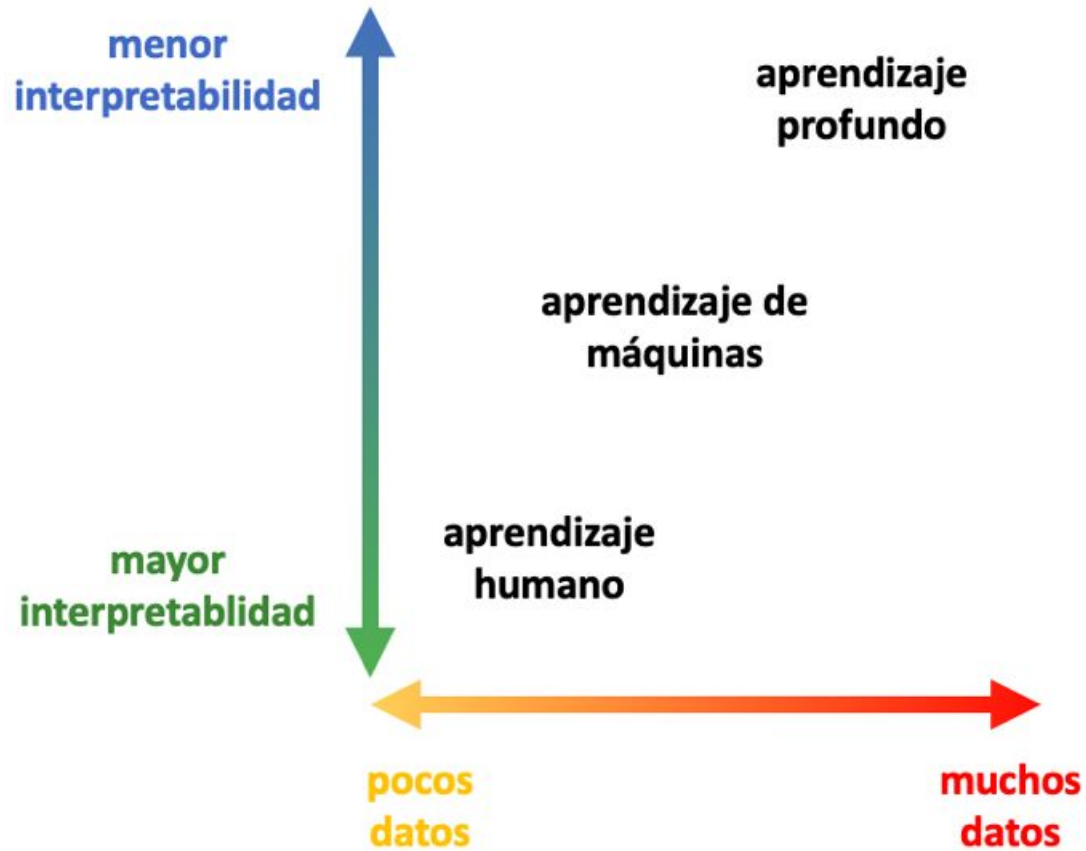 menor
interpretabilidad
aprendizaje
profundo
aprendizaje de
máquinas
aprendizaje
humano
mayor
interpretablidad
pocos
datos
muchos
datos